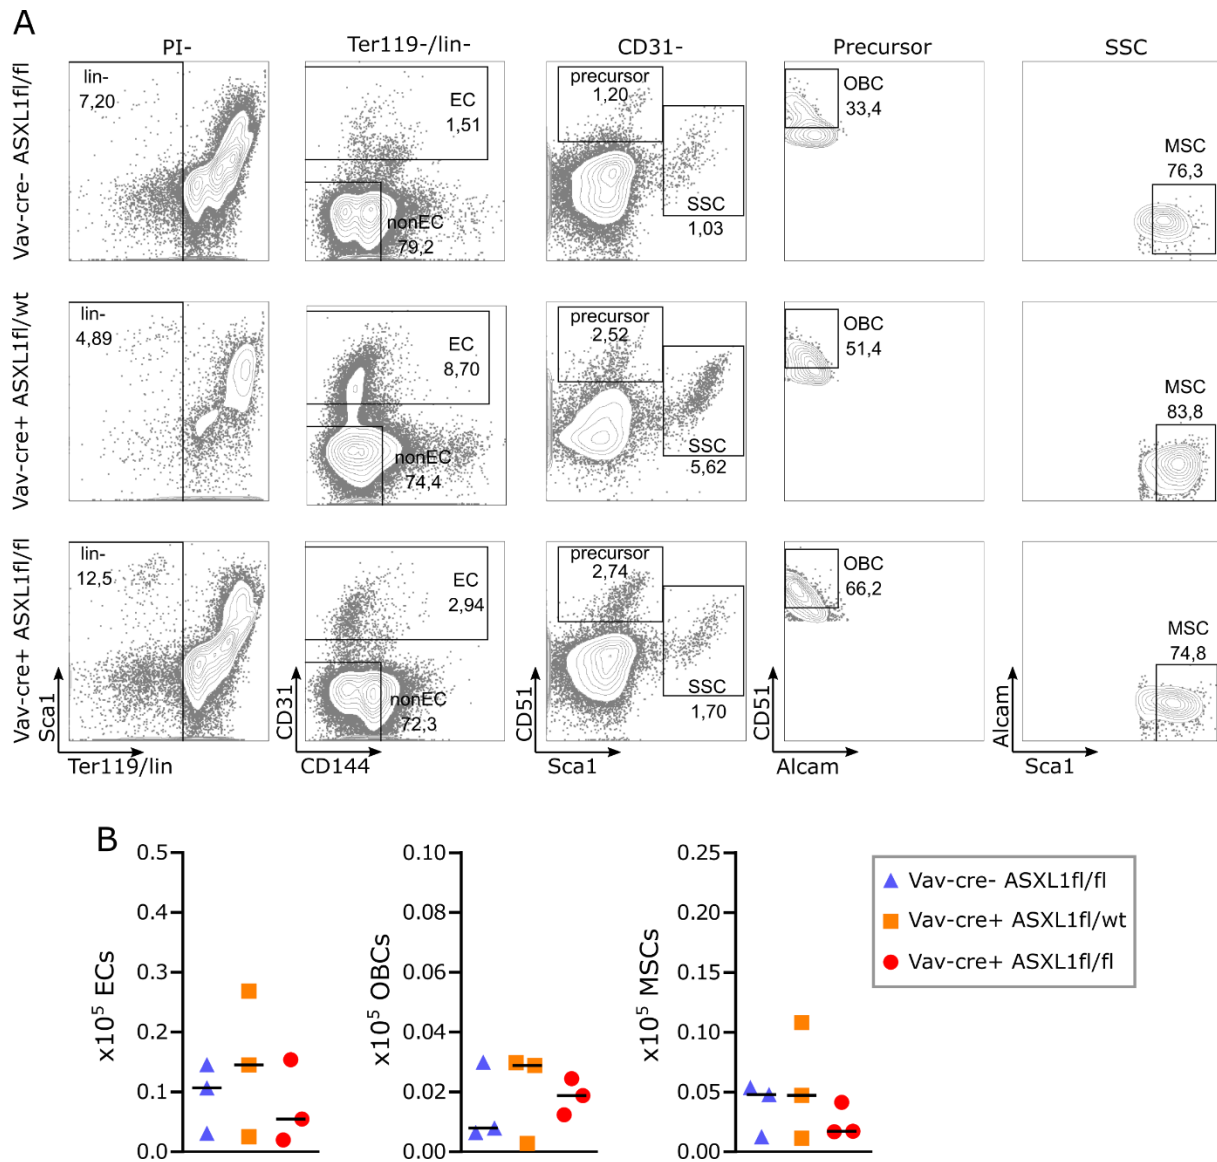 A
PI-
Ter119-/lin-
CD31-
Precursor
SSC
Vav-cre- ASXL1fl/fl
lin-
7,20
EC
1,51
nonEC
79,2
precursor
1,20
SSC
1,03
OBC
33,4
MSC
76,3
Vav-cre+ ASXL1fl/wt
lin-
4,89
EC
8,70
nonEC
74,4
precursor
2,52
SSC
5,62
OBC
51,4
MSC
83,8
Vav-cre+ ASXL1fl/fl
lin-
12,5
EC
2,94
nonEC
72,3
precursor
2,74
SSC
1,70
OBC
66,2
MSC
74,8
Sca1
Ter119/lin
CD31
CD144
CD51
Sca1
CD51
Alcam
Alcam
Sca1
B
x10⁵ ECs
0.5
0.4
0.3
0.2
0.1
0.0
x10⁵ OBCs
0.10
0.08
0.06
0.04
0.02
0.00
x10⁵ MSCs
0.25
0.20
0.15
0.10
0.05
0.00
Vav-cre- ASXL1fl/fl
Vav-cre+ ASXL1fl/wt
Vav-cre+ ASXL1fl/fl